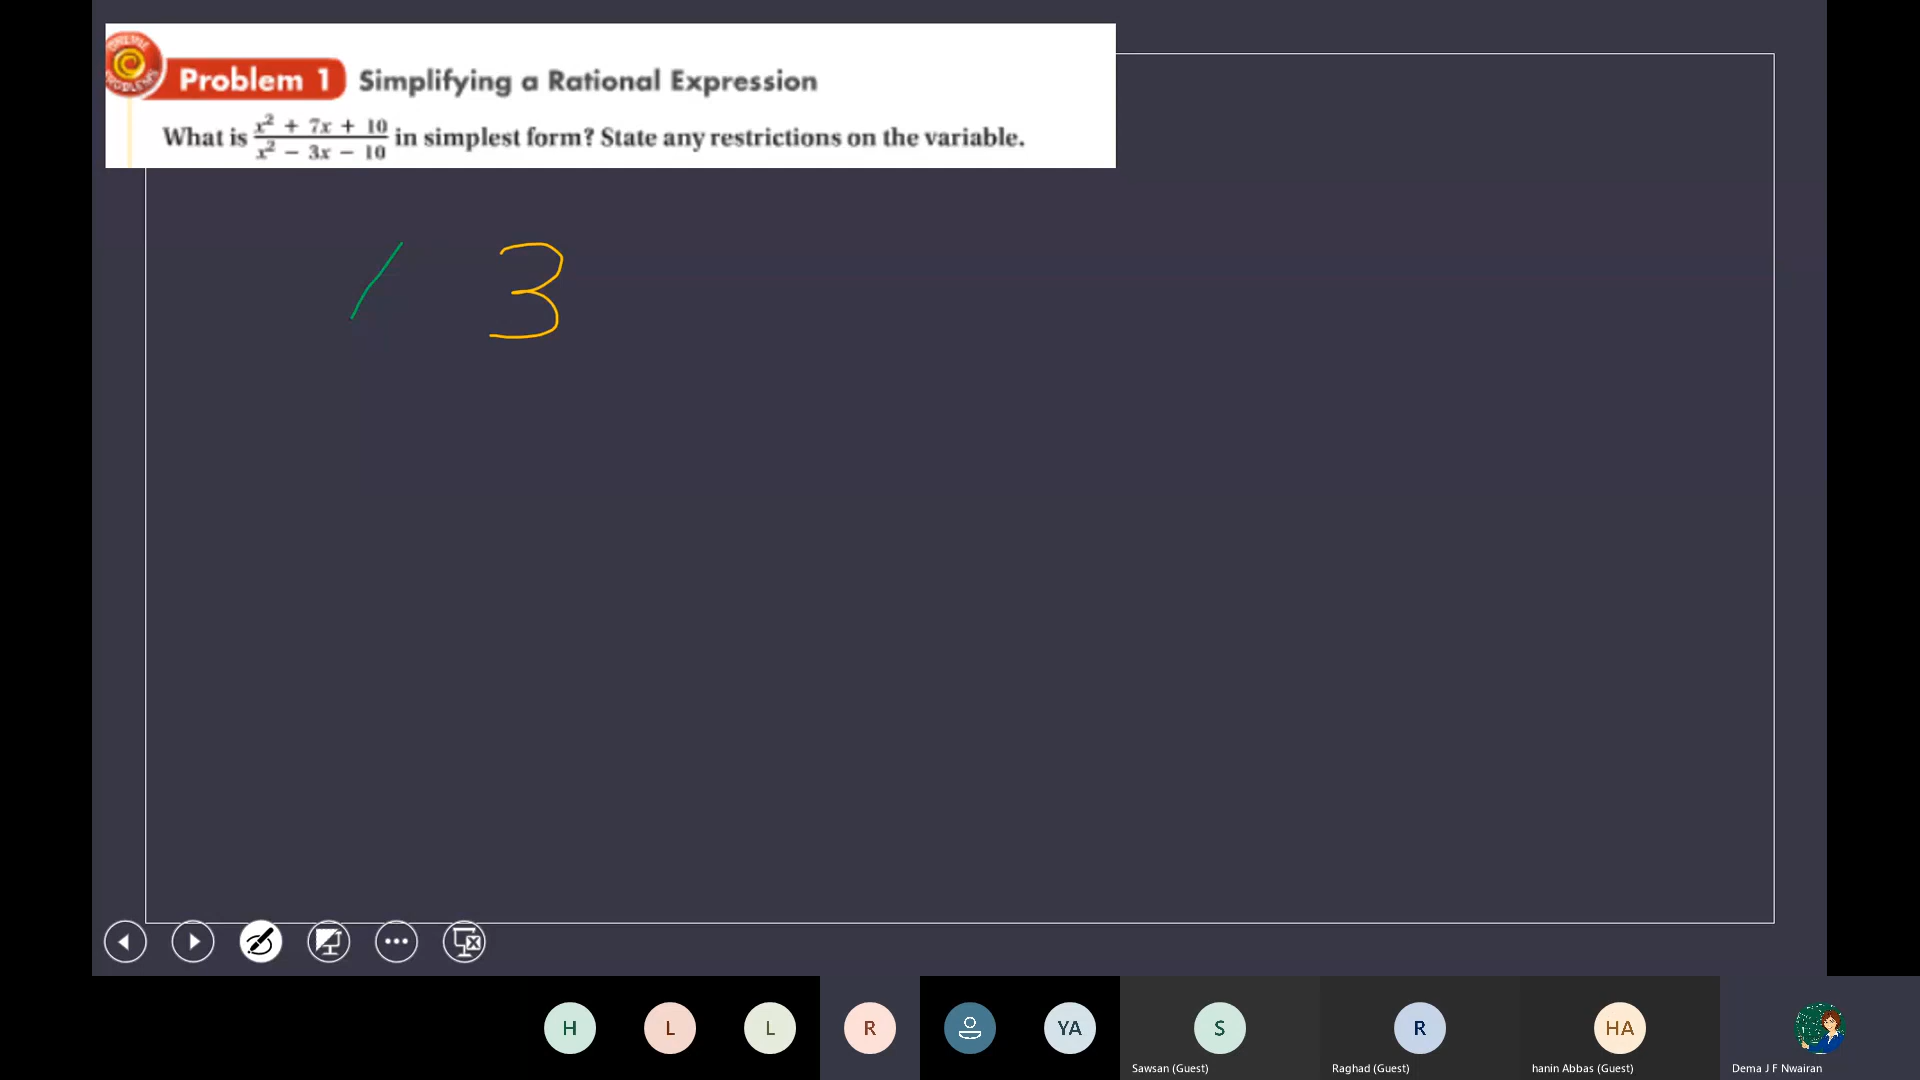 Problem 1 Simplifying a Rational Expression
What is x² + 7x + 10 / x² − 3x − 10 in simplest form? State any restrictions on the variable.
/ 3
H L L R YA S R HA
Sawsan (Guest) Raghad (Guest) hanin Abbas (Guest) Dema J F Nwairan